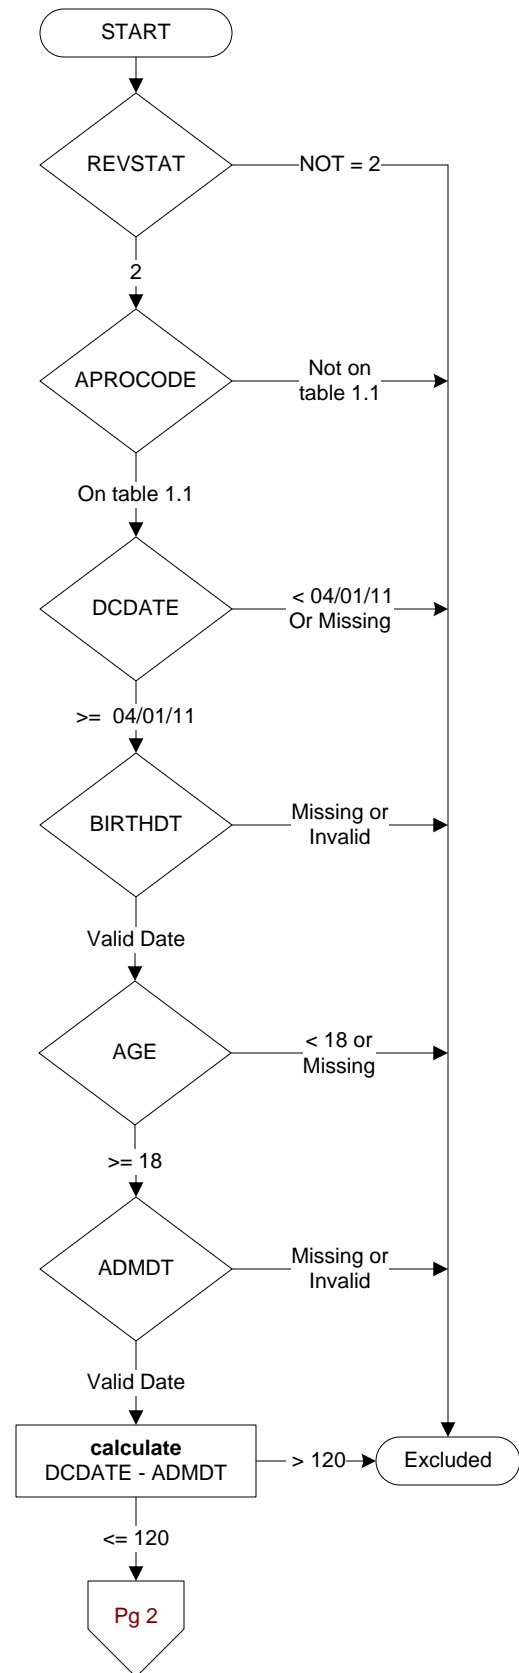 START
REVSTAT
NOT = 2
2
APROCODE
Not on
table 1.1
On table 1.1
DCDATE
< 04/01/11
Or Missing
>= 04/01/11
BIRTHDT
Missing or
Invalid
Valid Date
AGE
< 18 or
Missing
>= 18
ADMDT
Missing or
Invalid
Valid Date
calculate
DCDATE - ADMDT
> 120
Excluded
<= 120
Pg 2